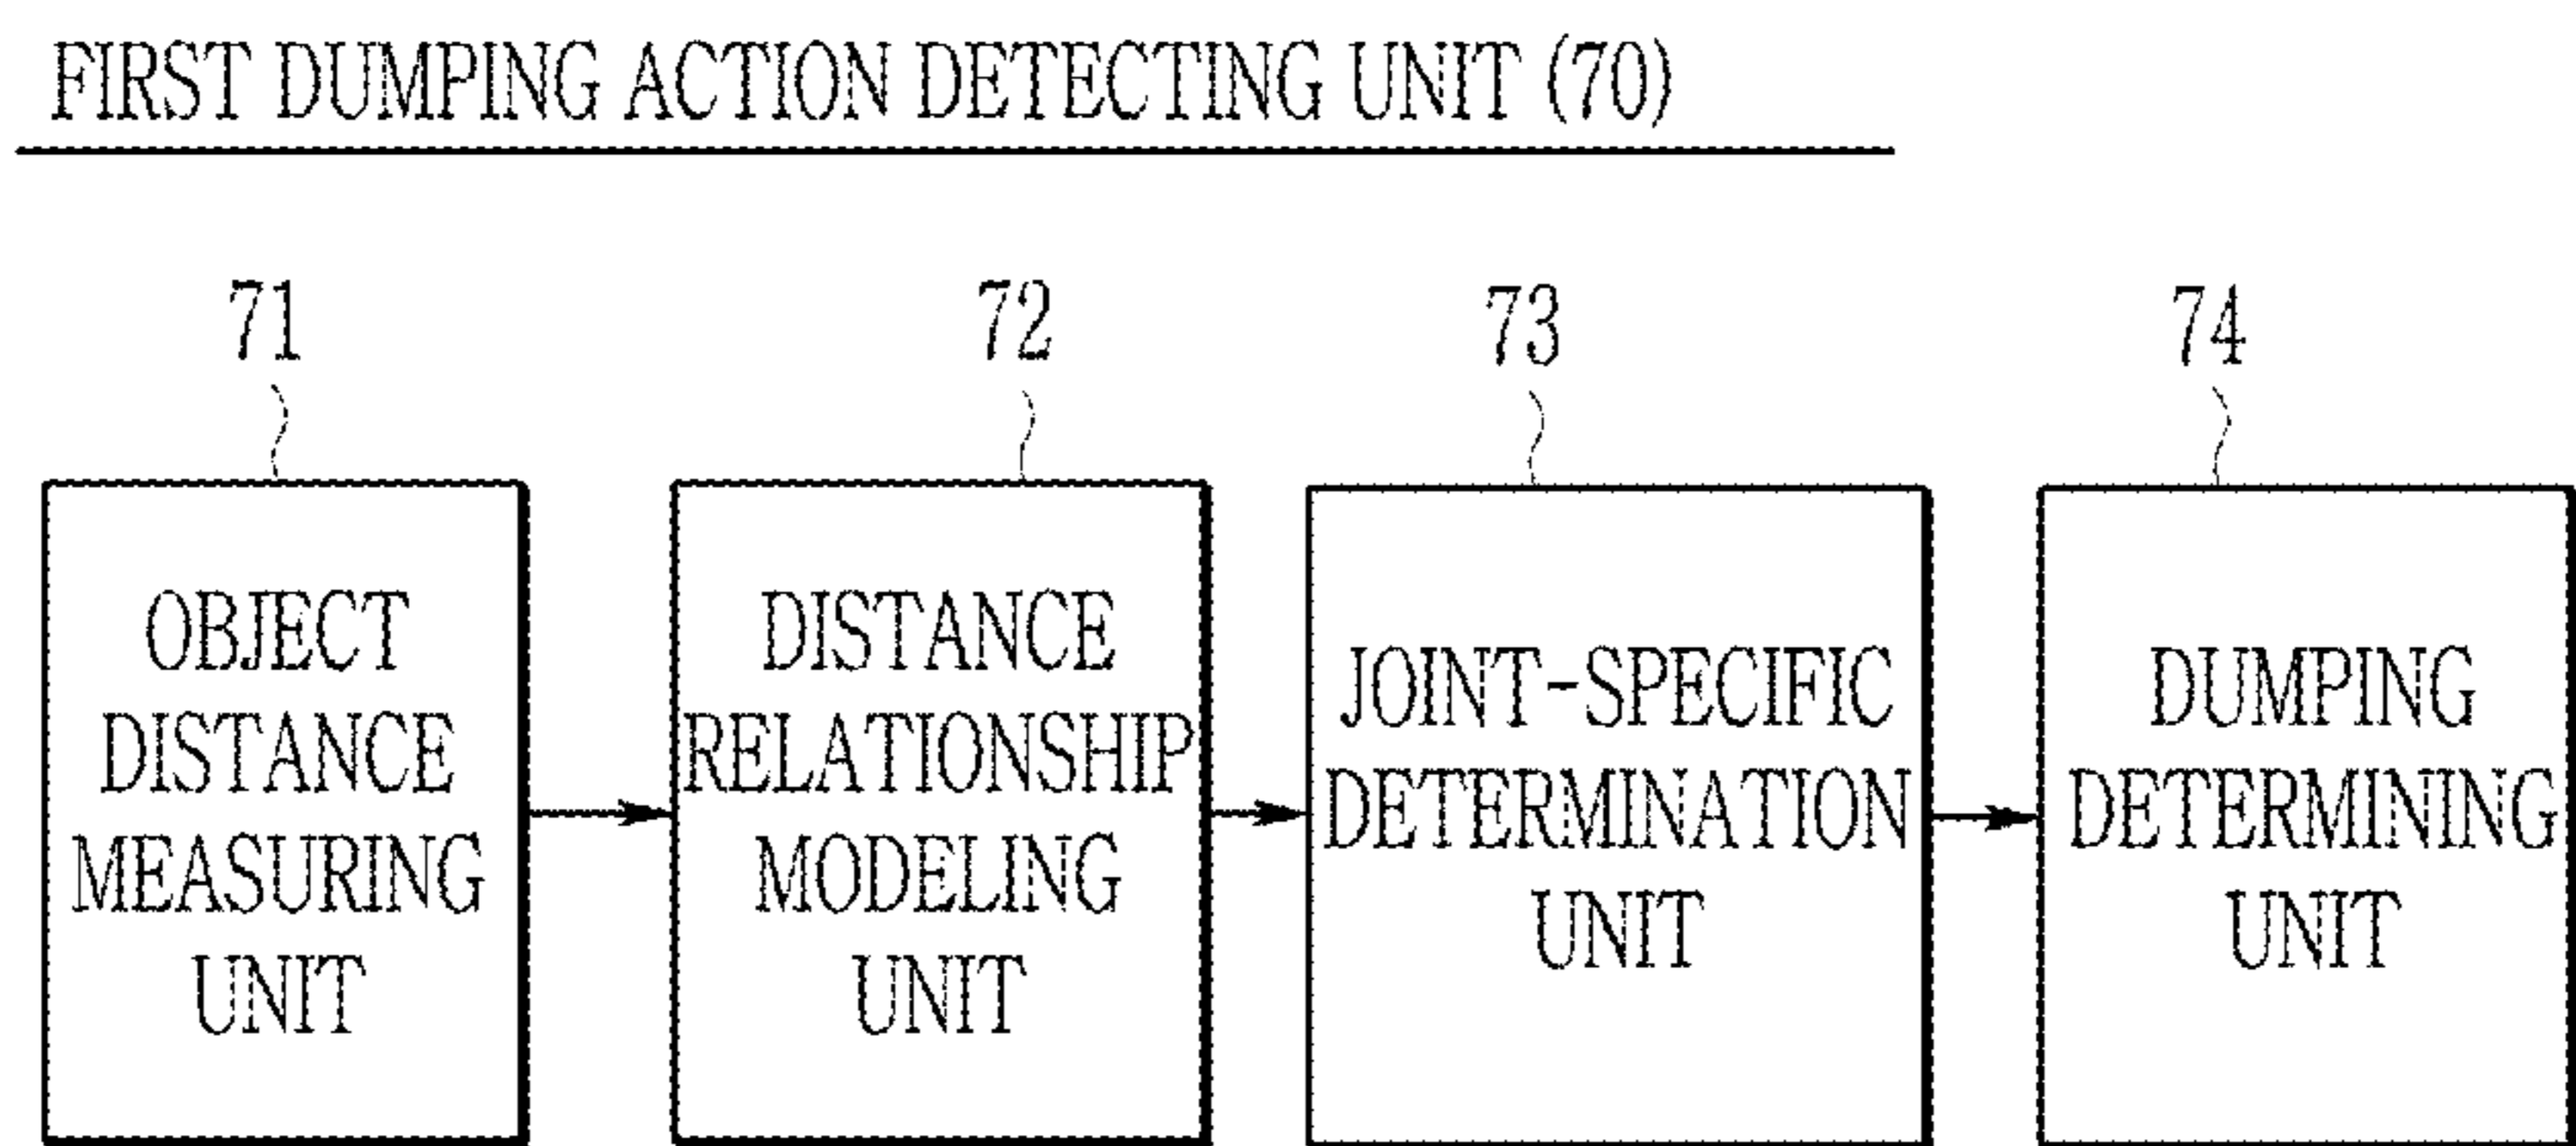 FIRST DUMPING ACTION DETECTING UNIT (70)
71
72
73
74
OBJECT
DISTANCE
MEASURING
UNIT
DISTANCE
RELATIONSHIP
MODELING
UNIT
JOINT-SPECIFIC
DETERMINATION
UNIT
DUMPING
DETERMINING
UNIT